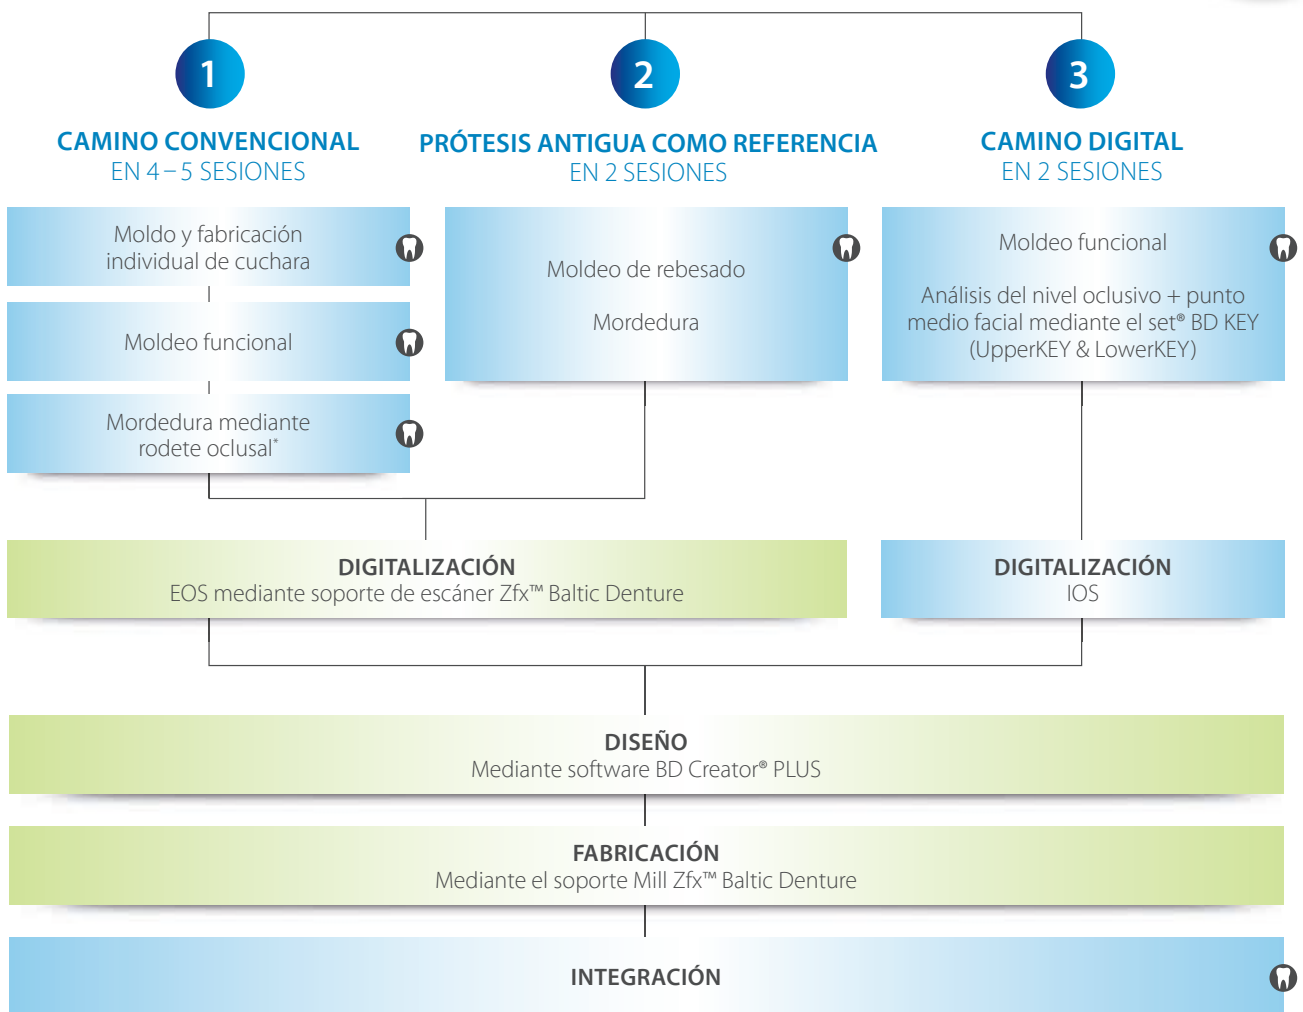 1
CAMINO CONVENCIONAL
EN 4–5 SESIONES
Moldo y fabricación
individual de cuchara
Moldeo funcional
Mordedura mediante
rodete oclusal*
2
PRÓTESIS ANTIGUA COMO REFERENCIA
EN 2 SESIONES
Moldeo de rebesado
Mordedura
3
CAMINO DIGITAL
EN 2 SESIONES
Moldeo funcional
Análisis del nivel oclusivo + punto
medio facial mediante el set® BD KEY
(UpperKEY & LowerKEY)
DIGITALIZACIÓN
EOS mediante soporte de escáner Zfx™ Baltic Denture
DIGITALIZACIÓN
IOS
DISEÑO
Mediante software BD Creator® PLUS
FABRICACIÓN
Mediante el soporte Mill Zfx™ Baltic Denture
INTEGRACIÓN